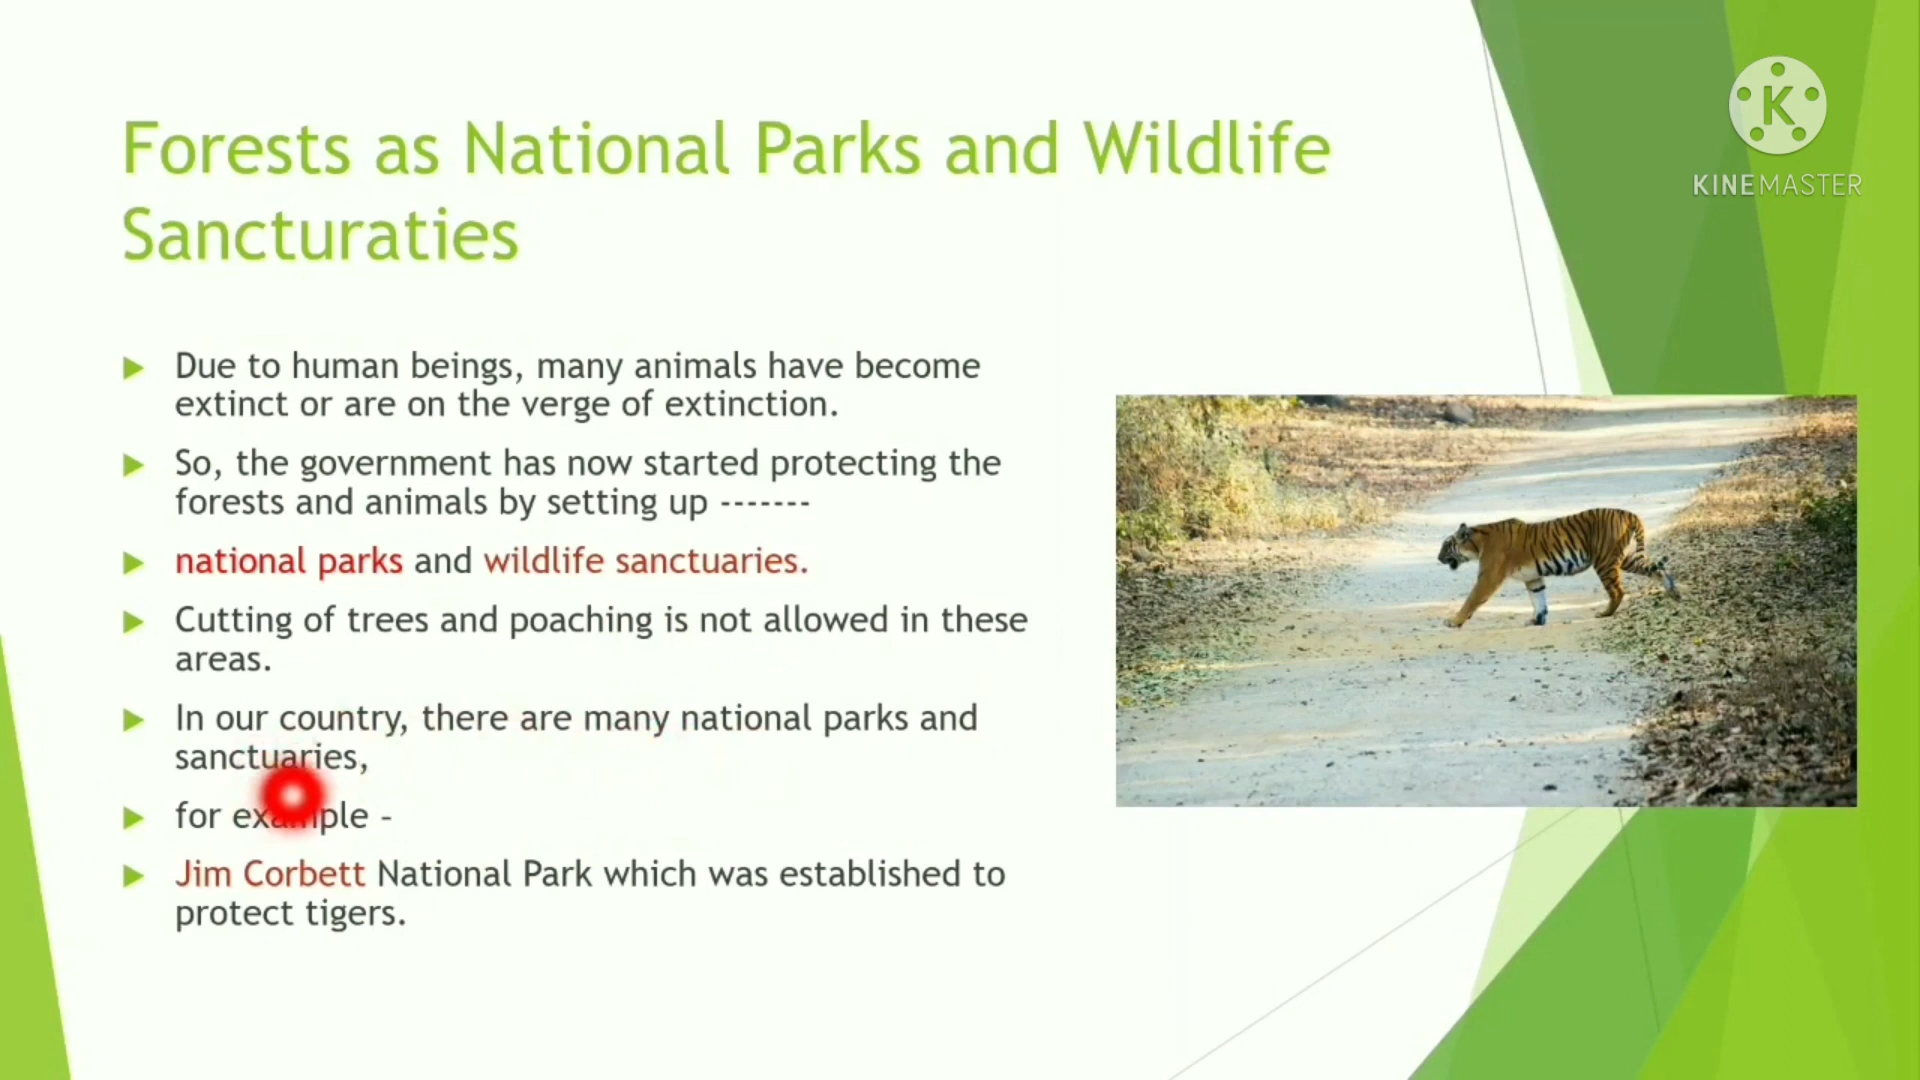 Forests as National Parks and Wildlife
Sancturaties
Due to human beings, many animals have become
extinct or are on the verge of extinction.
So, the government has now started protecting the
forests and animals by setting up -------
national parks and wildlife sanctuaries.
Cutting of trees and poaching is not allowed in these
areas.
In our country, there are many national parks and
sanctuaries,
for example –
Jim Corbett National Park which was established to
protect tigers.
K
KINEMASTER